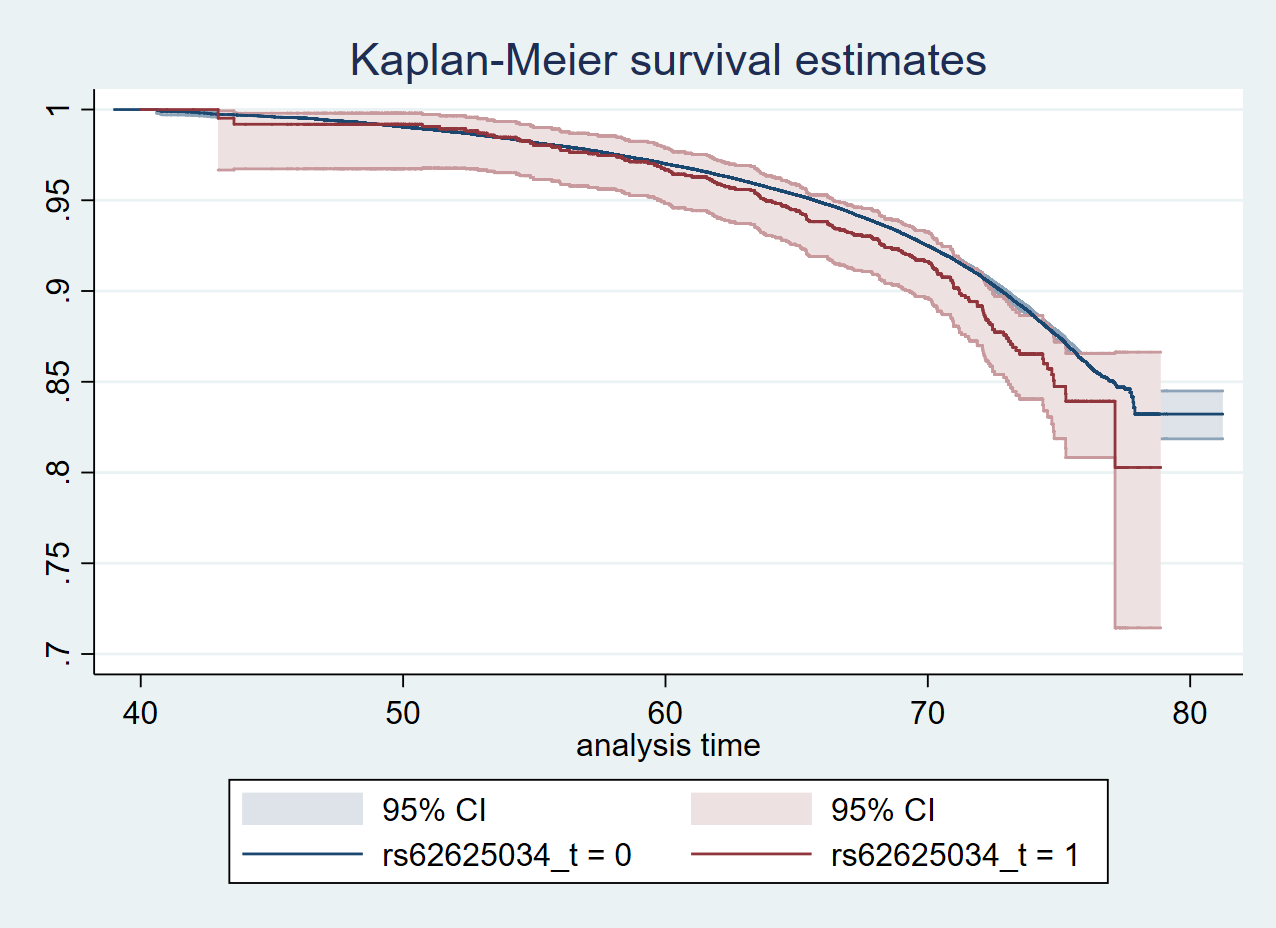 Kaplan-Meier survival estimates
1
.95
.9
.85
.8
.75
.7
40 50 60 70 80
analysis time
95% CI 95% CI
rs62625034_t = 0 rs62625034_t = 1